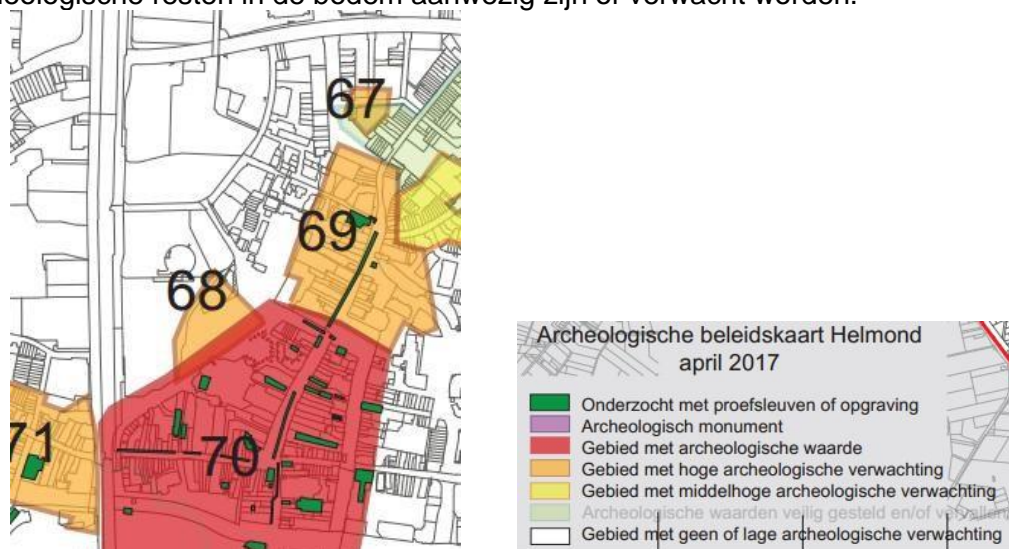 eologische resten in de bodem aanwezig zijn of verwacht worden.
67
69
68
71
70
Archeologische beleidskaart Helmond
april 2017
Onderzocht met proefsleuven of opgraving
Archeologisch monument
Gebied met archeologische waarde
Gebied met hoge archeologische verwachting
Gebied met middelhoge archeologische verwachting
Archeologische waarden veilig gesteld en/of vervallen
Gebied met geen of lage archeologische verwachting